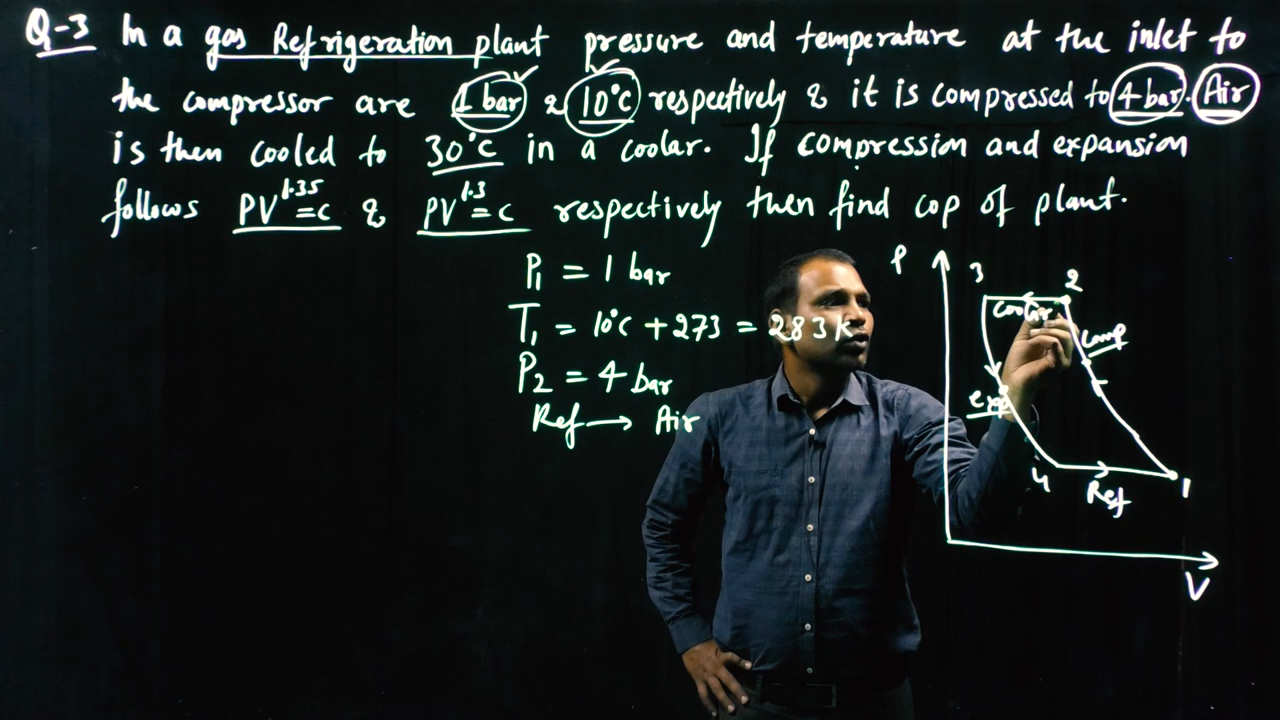 Q-3 In a gas Refrigeration plant pressure and temperature at the inlet to
the compressor are 1 bar & 10°C respectively & it is compressed to 4 bar. Air
is then cooled to 30°C in a coolar. If compression and expansion
follows PV^1.35=C & PV^1.3=C respectively then find cop of plant.
P₁ = 1 bar
T₁ = 10°C + 273 = 283 K
P₂ = 4 bar
Ref → Air
P
3
2
Coolar
Comp
exp
4
Ref
1
V